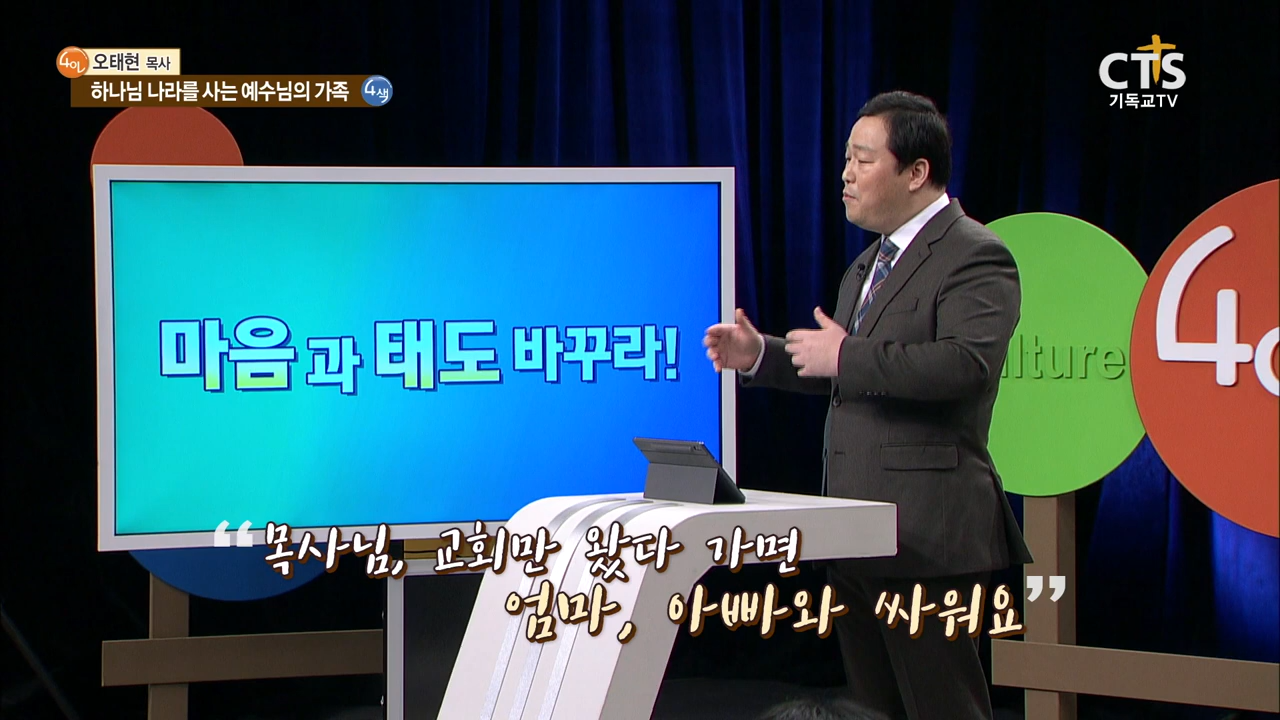 4인 오태현 목사
하나님 나라를 사는 예수님의 가족 4색
CTS
기독교TV
마음과 태도 바꾸라!
lture
4
“목사님, 교회만 왔다 가면
엄마, 아빠와 싸워요”